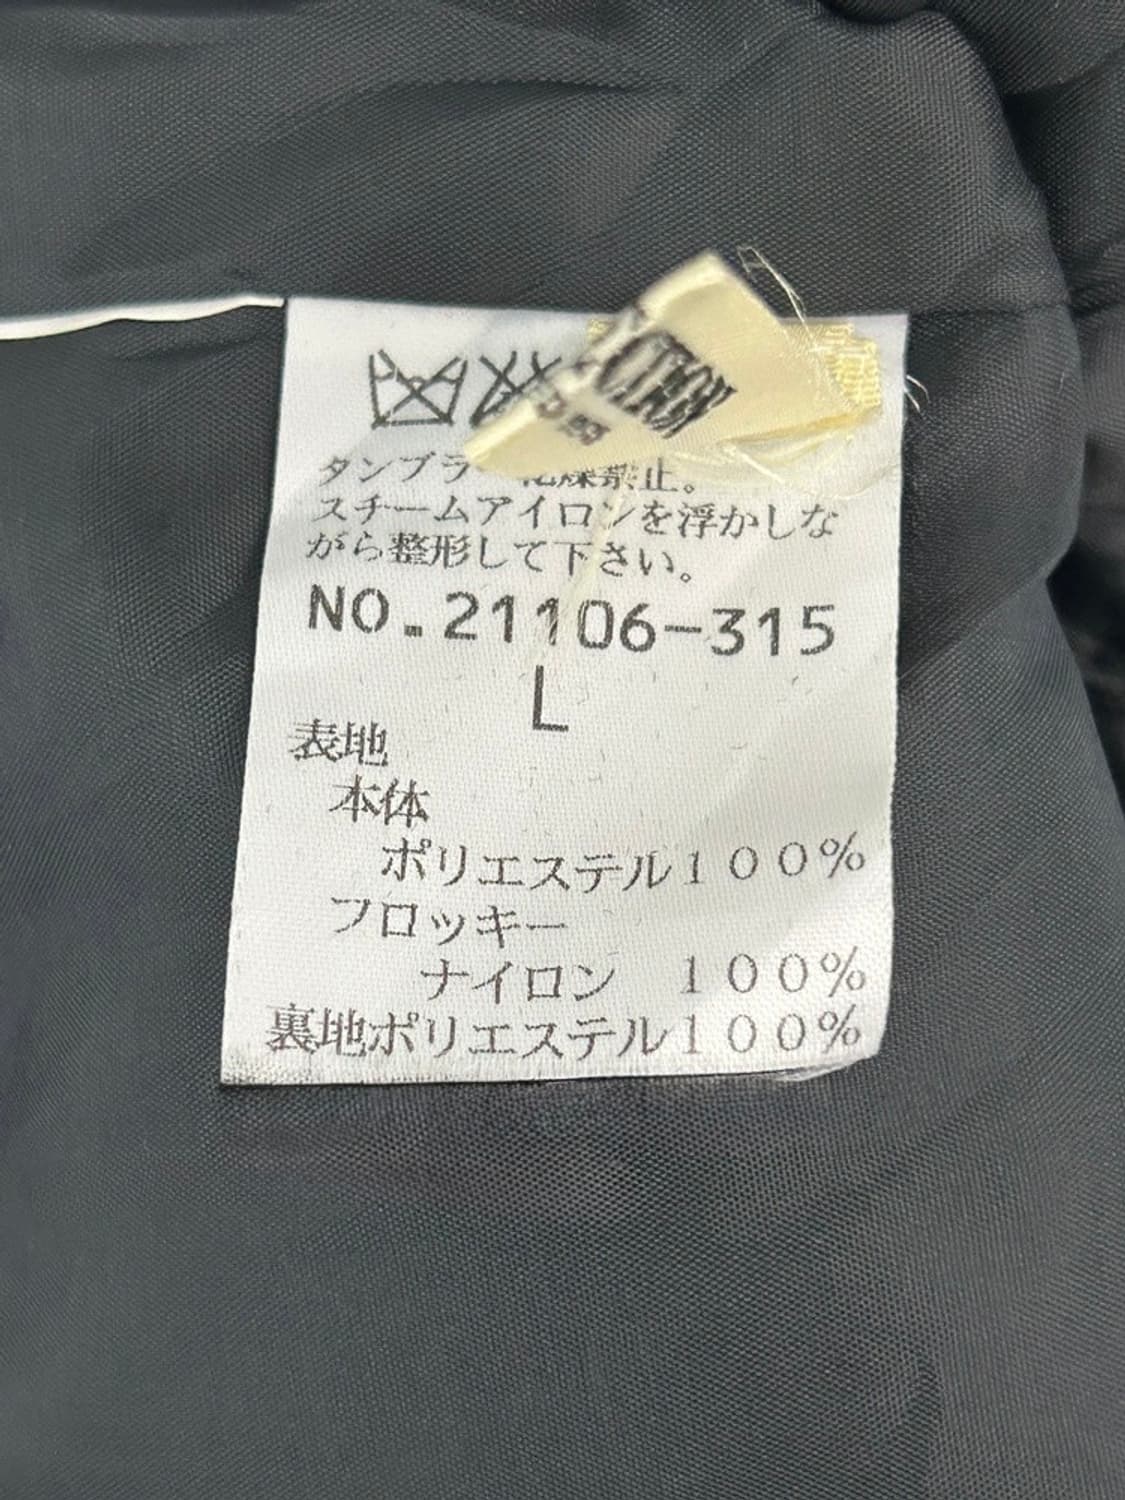 タンブラー乾燥禁止。
スチームアイロンを浮かしな
がら整形して下さい。
NO.21106-315
L
表地
本体
ポリエステル100%
フロッキー
ナイロン 100%
裏地ポリエステル100%